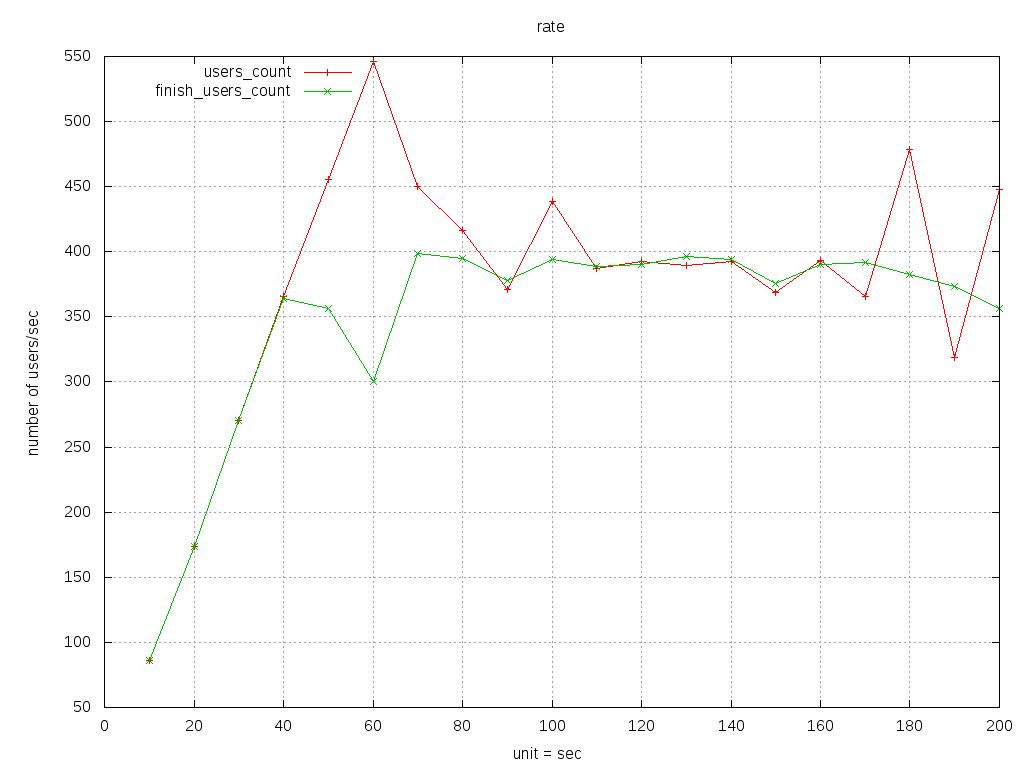 rate
users_count
finish_users_count
550
500
450
400
350
300
250
200
150
100
50
number of users/sec
0 20 40 60 80 100 120 140 160 180 200
unit = sec